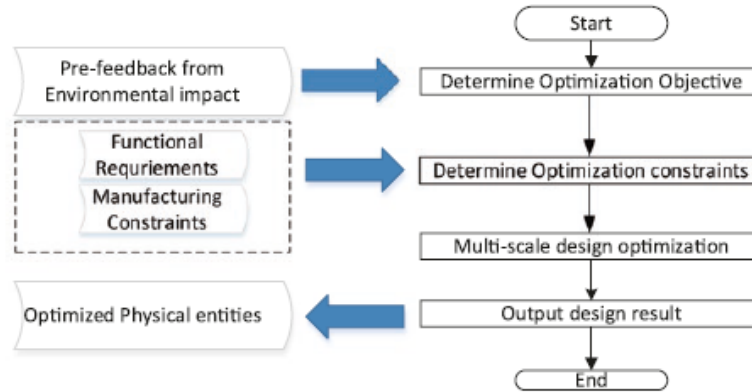 Start
Pre-feedback from
Environmental impact
Determine Optimization Objective
Functional
Requriements
Manufacturing
Constraints
Determine Optimization constraints
Multi-scale design optimization
Optimized Physical entities
Output design result
End